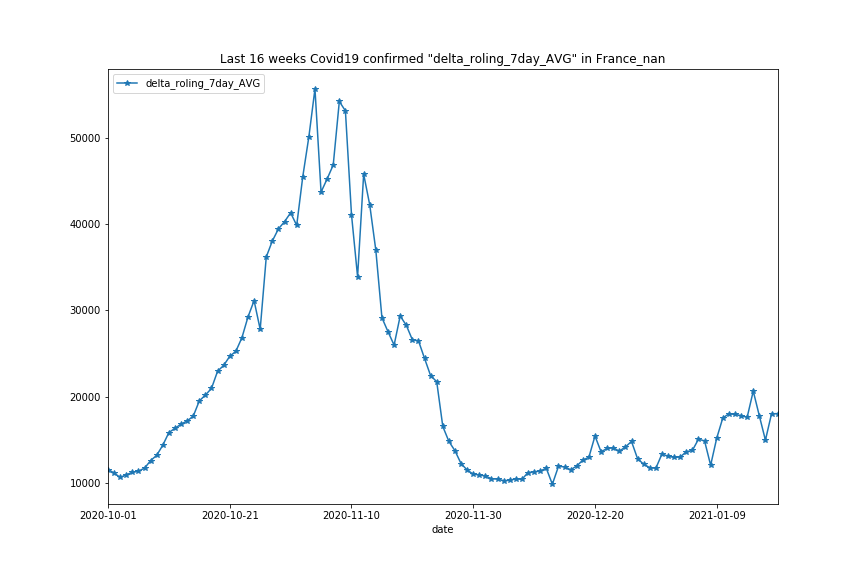 Last 16 weeks Covid19 confirmed "delta_roling_7day_AVG" in France_nan
delta_roling_7day_AVG
50000
40000
30000
20000
10000
2020-10-01 2020-10-21 2020-11-10 2020-11-30 2020-12-20 2021-01-09
date